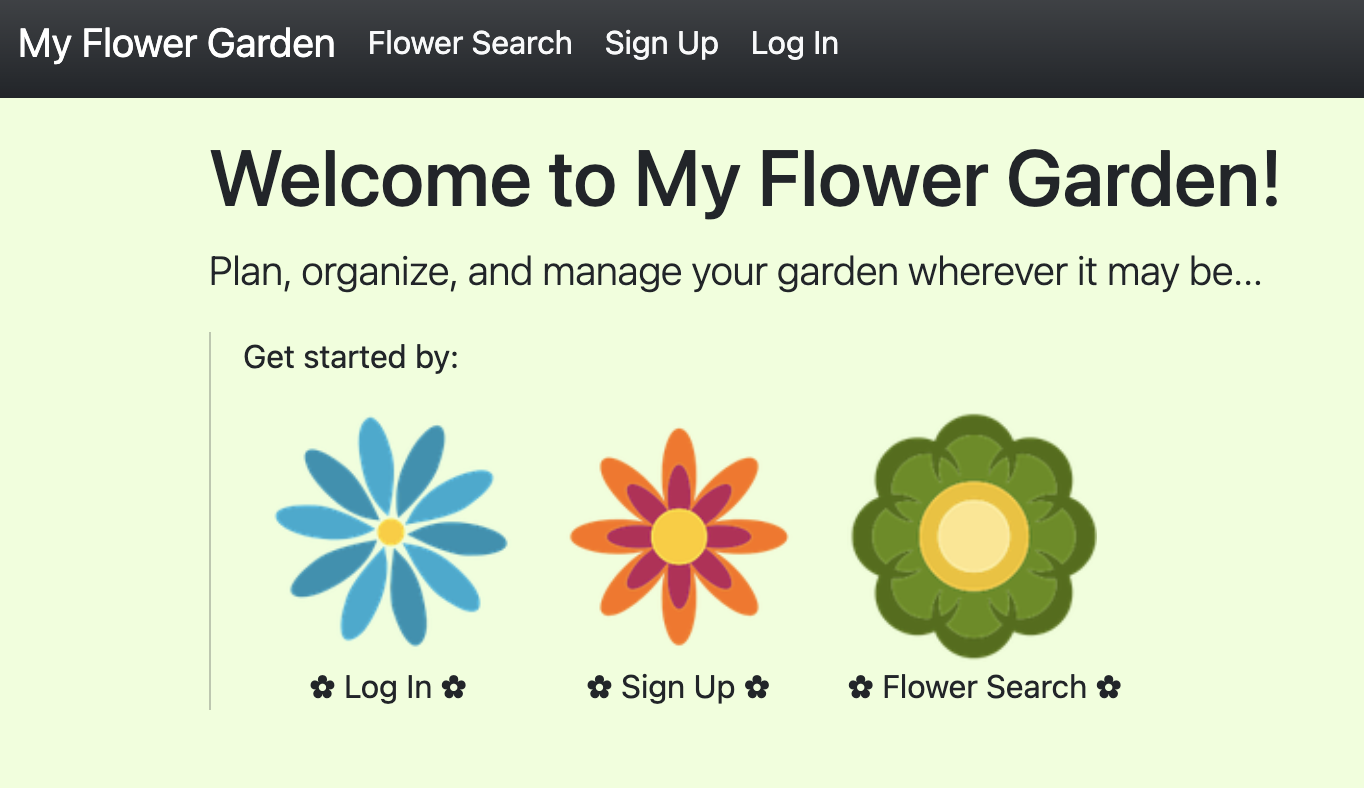 My Flower Garden Flower Search Sign Up Log In
Welcome to My Flower Garden!
Plan, organize, and manage your garden wherever it may be...
Get started by:
✿ Log In ✿ ✿ Sign Up ✿ ✿ Flower Search ✿